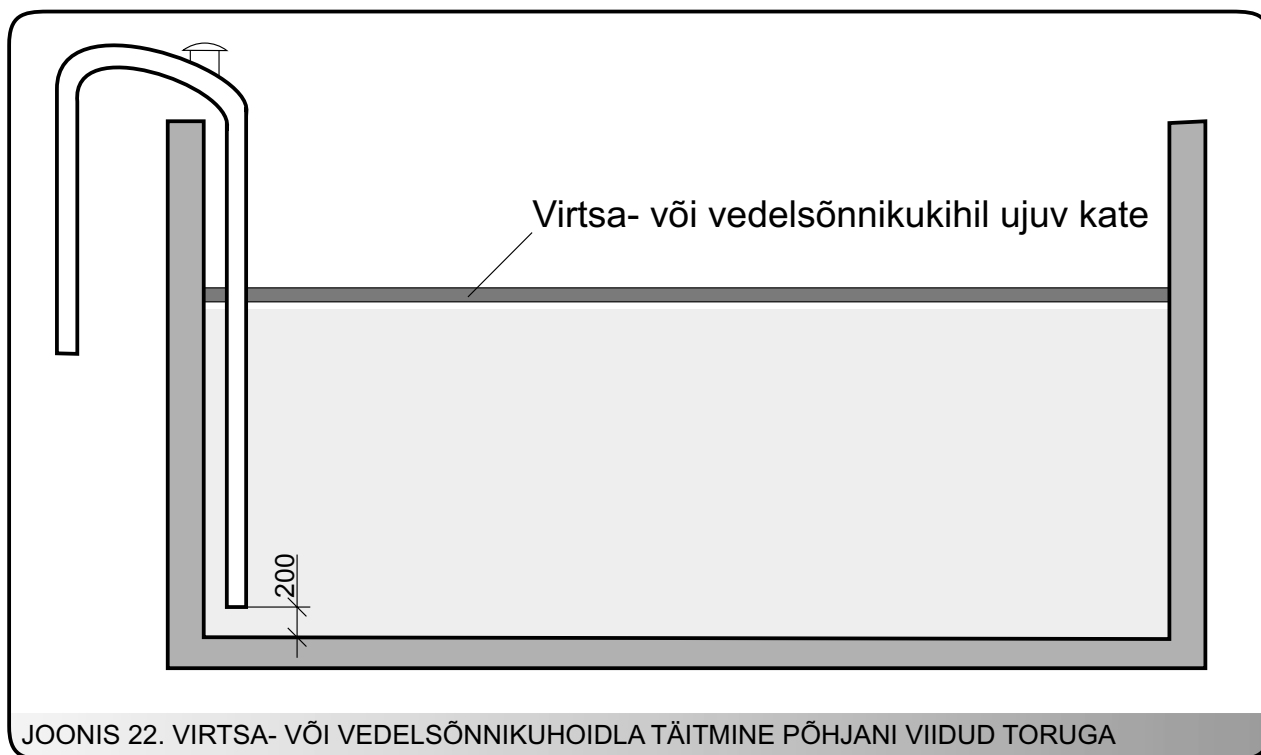 Virtsa- või vedelsõnnikukihil ujuv kate
200
JOONIS 22. VIRTSA- VÕI VEDELSÕNNIKUHOIDLA TÄITMINE PÕHJANI VIIDUD TORUGA